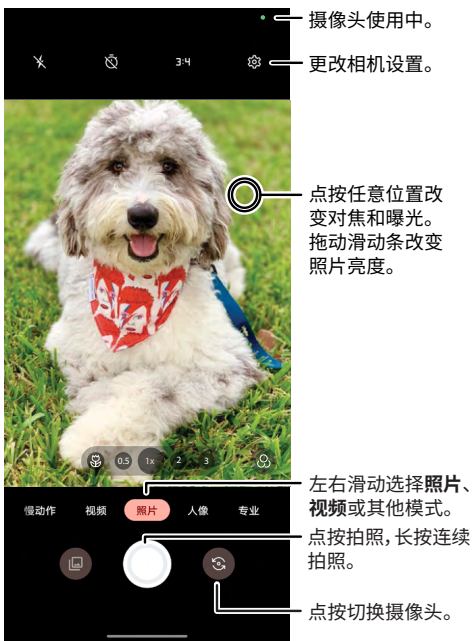 摄像头使用中。
3:4
更改相机设置。
点按任意位置改
变对焦和曝光。
拖动滑动条改变
照片亮度。
0.5 1x 2 3
慢动作 视频 照片 人像 专业
左右滑动选择照片、
视频或其他模式。
点按拍照，长按连续
拍照。
点按切换摄像头。